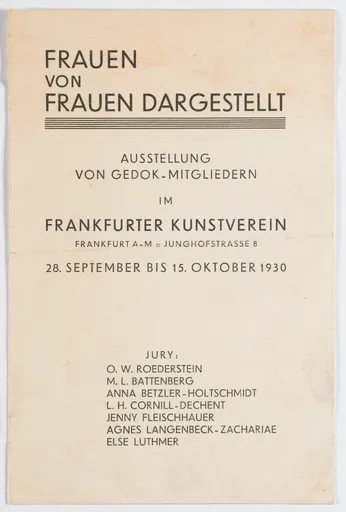 FRAUEN
VON
FRAUEN DARGESTELLT
AUSSTELLUNG
VON GEDOK-MITGLIEDERN
IM
FRANKFURTER KUNSTVEREIN
FRANKFURT A-M = JUNGHOFSTRASSE 8
28. SEPTEMBER BIS 15. OKTOBER 1930
JURY:
O. W. ROEDERSTEIN
M. L. BATTENBERG
ANNA BETZLER-HOLTSCHMIDT
L. H. CORNILL-DECHENT
JENNY FLEISCHHAUER
AGNES LANGENBECK-ZACHARIAE
ELSE LUTHMER